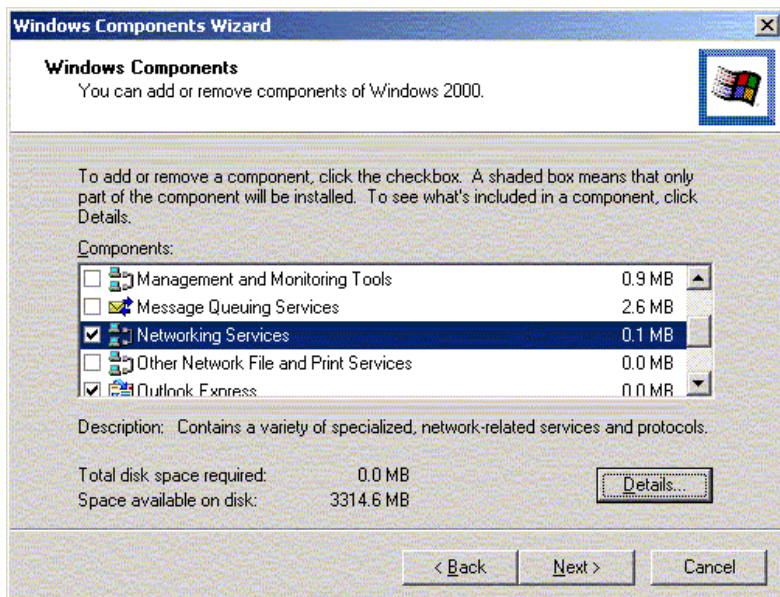 Windows Components Wizard
Windows Components
You can add or remove components of Windows 2000.
To add or remove a component, click the checkbox. A shaded box means that only
part of the component will be installed. To see what's included in a component, click
Details.
Components:
Management and Monitoring Tools 0.9 MB
Message Queuing Services 2.6 MB
Networking Services 0.1 MB
Other Network File and Print Services 0.0 MB
Outlook Express 0.0 MB
Description: Contains a variety of specialized, network-related services and protocols.
Total disk space required: 0.0 MB
Space available on disk: 3314.6 MB
Details...
< Back Next > Cancel